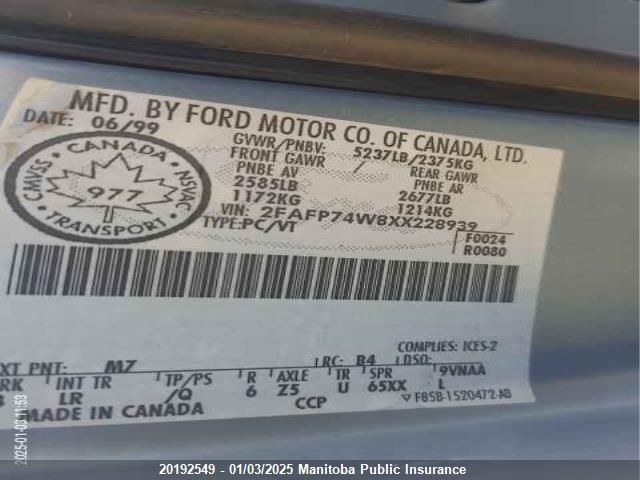 MFD. BY FORD MOTOR CO. OF CANADA, LTD.
DATE: 06/99
GVWR/PNBV: 5237LB/2375KG
FRONT GAWR / REAR GAWR
PNBE AV PNBE AR
2585LB 2677LB
1172KG 1214KG
VIN: 2FAFP74W8XX228939
TYPE:PC/VT
F0024
R0080
CANADA
CMVSS NSVAC
977
TRANSPORT
COMPLIES: ICES-2
EXT PNT: M7 RC: B4 DSO:
RK INT TR TP/PS R AXLE TR SPR 9VNAA
LR /Q 6 Z5 U 65XX L
MADE IN CANADA CCP F85B-1520472-AB
2025-01-03 11:53
20192549 - 01/03/2025 Manitoba Public Insurance